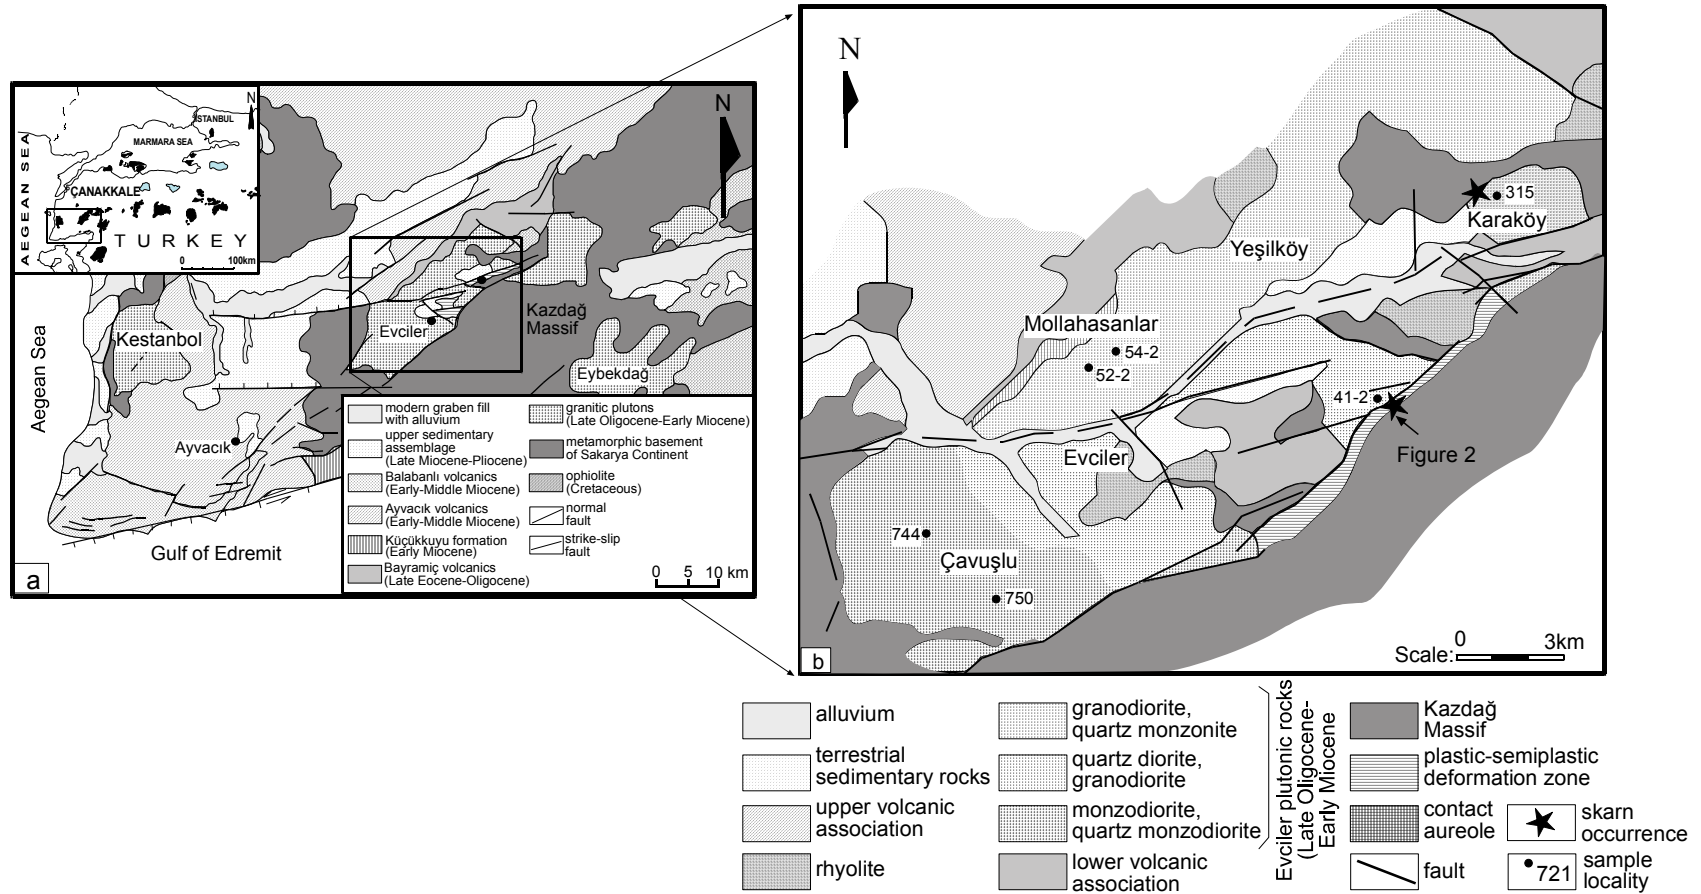 N
ISTANBUL
MARMARA SEA
ÇANAKKALE
AEGEAN SEA
TURKEY
0 100km
N
Kestanbol
Evciler
Kazdağ
Massif
Eybekdağ
Ayvacık
Aegean Sea
Gulf of Edremit
a
modern graben fill
with alluvium
upper sedimentary
assemblage
(Late Miocene-Pliocene)
Balabanlı volcanics
(Early-Middle Miocene)
Ayvacık volcanics
(Early-Middle Miocene)
Küçükkuyu formation
(Early Miocene)
Bayramiç volcanics
(Late Eocene-Oligocene)
granitic plutons
(Late Oligocene-Early Miocene)
metamorphic basement
of Sakarya Continent
ophiolite
(Cretaceous)
normal
fault
strike-slip
fault
0 5 10 km
N
315
Karaköy
Yeşilköy
Mollahasanlar
54-2
52-2
41-2
Figure 2
Evciler
744
Çavuşlu
750
0 3km
Scale:
b
alluvium
terrestrial
sedimentary rocks
upper volcanic
association
rhyolite
granodiorite,
quartz monzonite
quartz diorite,
granodiorite
monzodiorite,
quartz monzodiorite
lower volcanic
association
Evciler plutonic rocks
(Late Oligocene-
Early Miocene
Kazdağ
Massif
plastic-semiplastic
deformation zone
contact
aureole
fault
skarn
occurrence
721
sample
locality